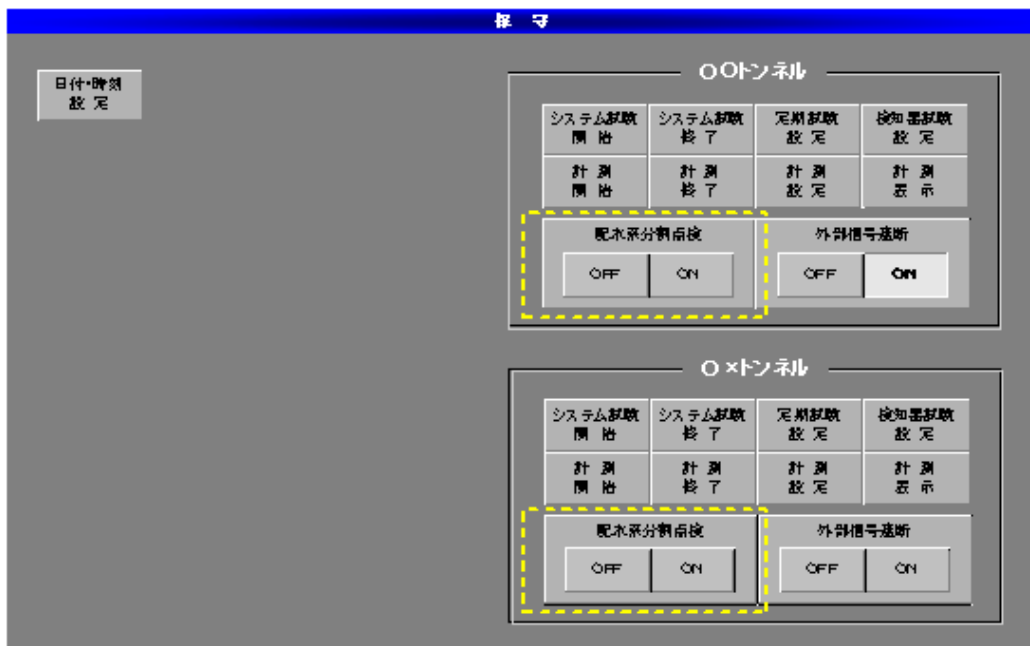 保 守
日付・時刻
設 定
○○トンネル
システム試験
開 始
システム試験
終 了
定期試験
設 定
検知器試験
設 定
計 測
開 始
計 測
終 了
計 測
設 定
計 測
表 示
配水系分割点検
OFF
ON
外部信号遮断
OFF
ON
○×トンネル
システム試験
開 始
システム試験
終 了
定期試験
設 定
検知器試験
設 定
計 測
開 始
計 測
終 了
計 測
設 定
計 測
表 示
配水系分割点検
OFF
ON
外部信号遮断
OFF
ON